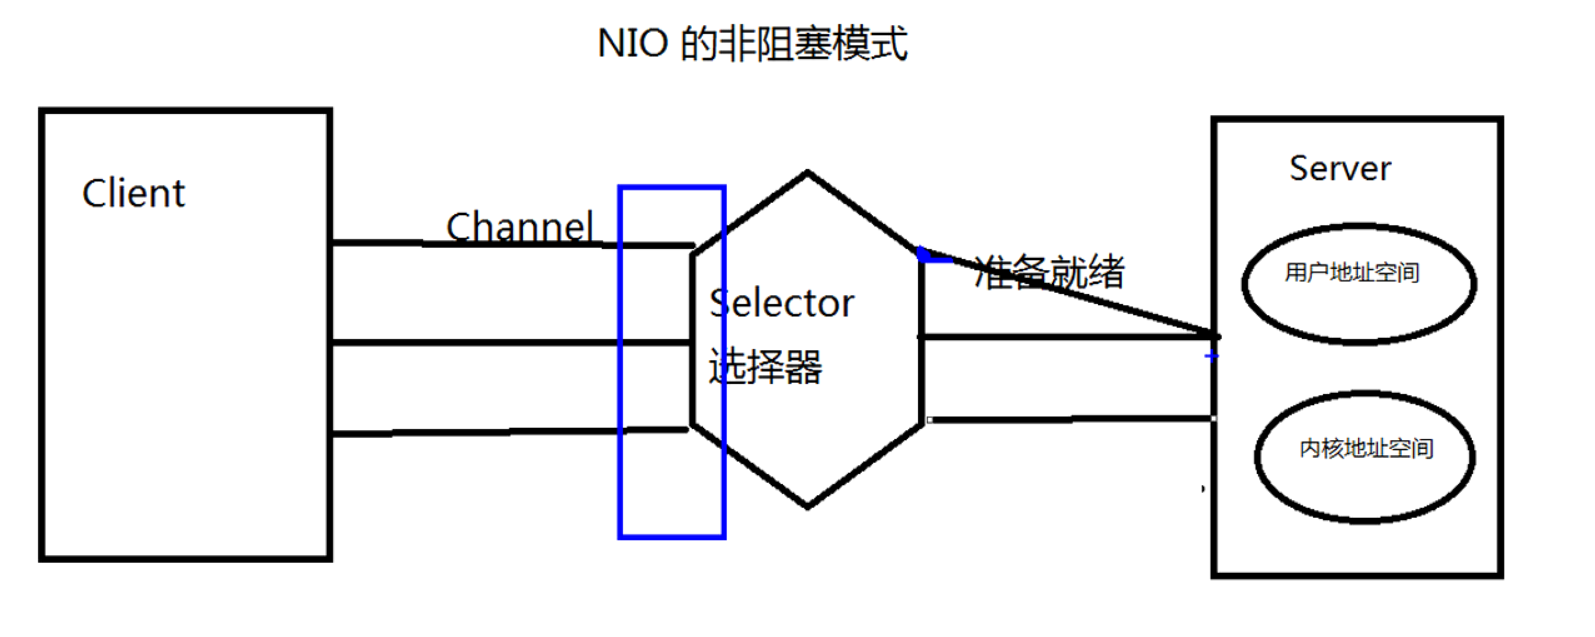 NIO 的非阻塞模式
Client
Channel
Selector
选择器
准备就绪
Server
用户地址空间
内核地址空间